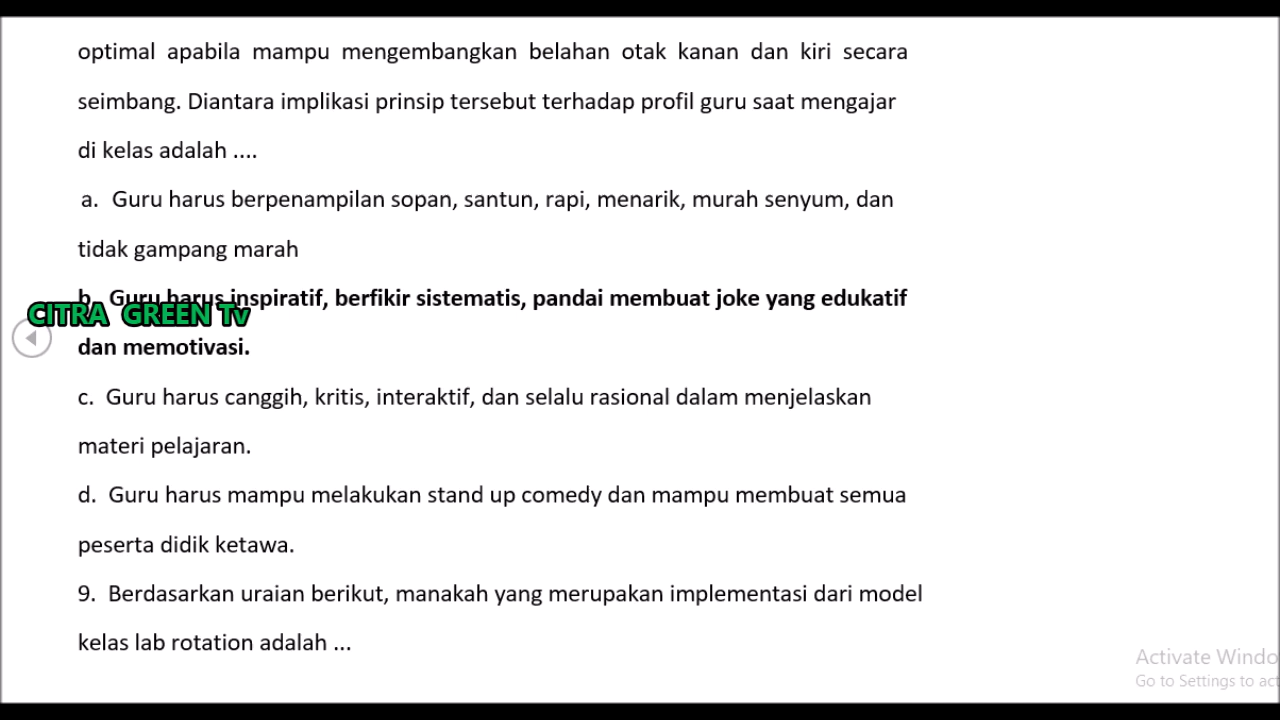 optimal apabila mampu mengembangkan belahan otak kanan dan kiri secara
seimbang. Diantara implikasi prinsip tersebut terhadap profil guru saat mengajar
di kelas adalah ....
a. Guru harus berpenampilan sopan, santun, rapi, menarik, murah senyum, dan
tidak gampang marah
b. Guru harus inspiratif, berfikir sistematis, pandai membuat joke yang edukatif
CITRA GREEN Tv
dan memotivasi.
c. Guru harus canggih, kritis, interaktif, dan selalu rasional dalam menjelaskan
materi pelajaran.
d. Guru harus mampu melakukan stand up comedy dan mampu membuat semua
peserta didik ketawa.
9. Berdasarkan uraian berikut, manakah yang merupakan implementasi dari model
kelas lab rotation adalah ...
Activate Windo
Go to Settings to act